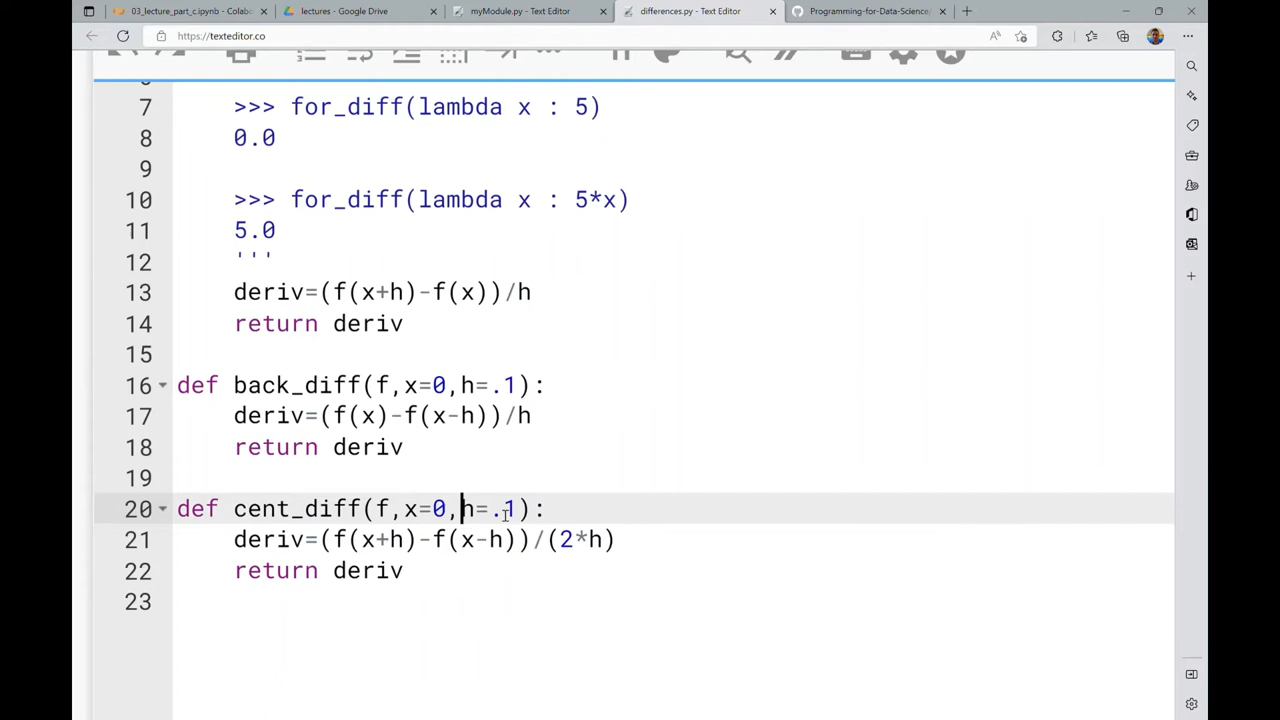 03_lecture_part_c.ipynb - Colabo
lectures - Google Drive
myModule.py - Text Editor
differences.py - Text Editor
Programming-for-Data-Science/
https://texteditor.co
7 >>> for_diff(lambda x : 5)
8 0.0
9
10 >>> for_diff(lambda x : 5*x)
11 5.0
12 '''
13 deriv=(f(x+h)-f(x))/h
14 return deriv
15
16 def back_diff(f,x=0,h=.1):
17 deriv=(f(x)-f(x-h))/h
18 return deriv
19
20 def cent_diff(f,x=0,h=.1):
21 deriv=(f(x+h)-f(x-h))/(2*h)
22 return deriv
23